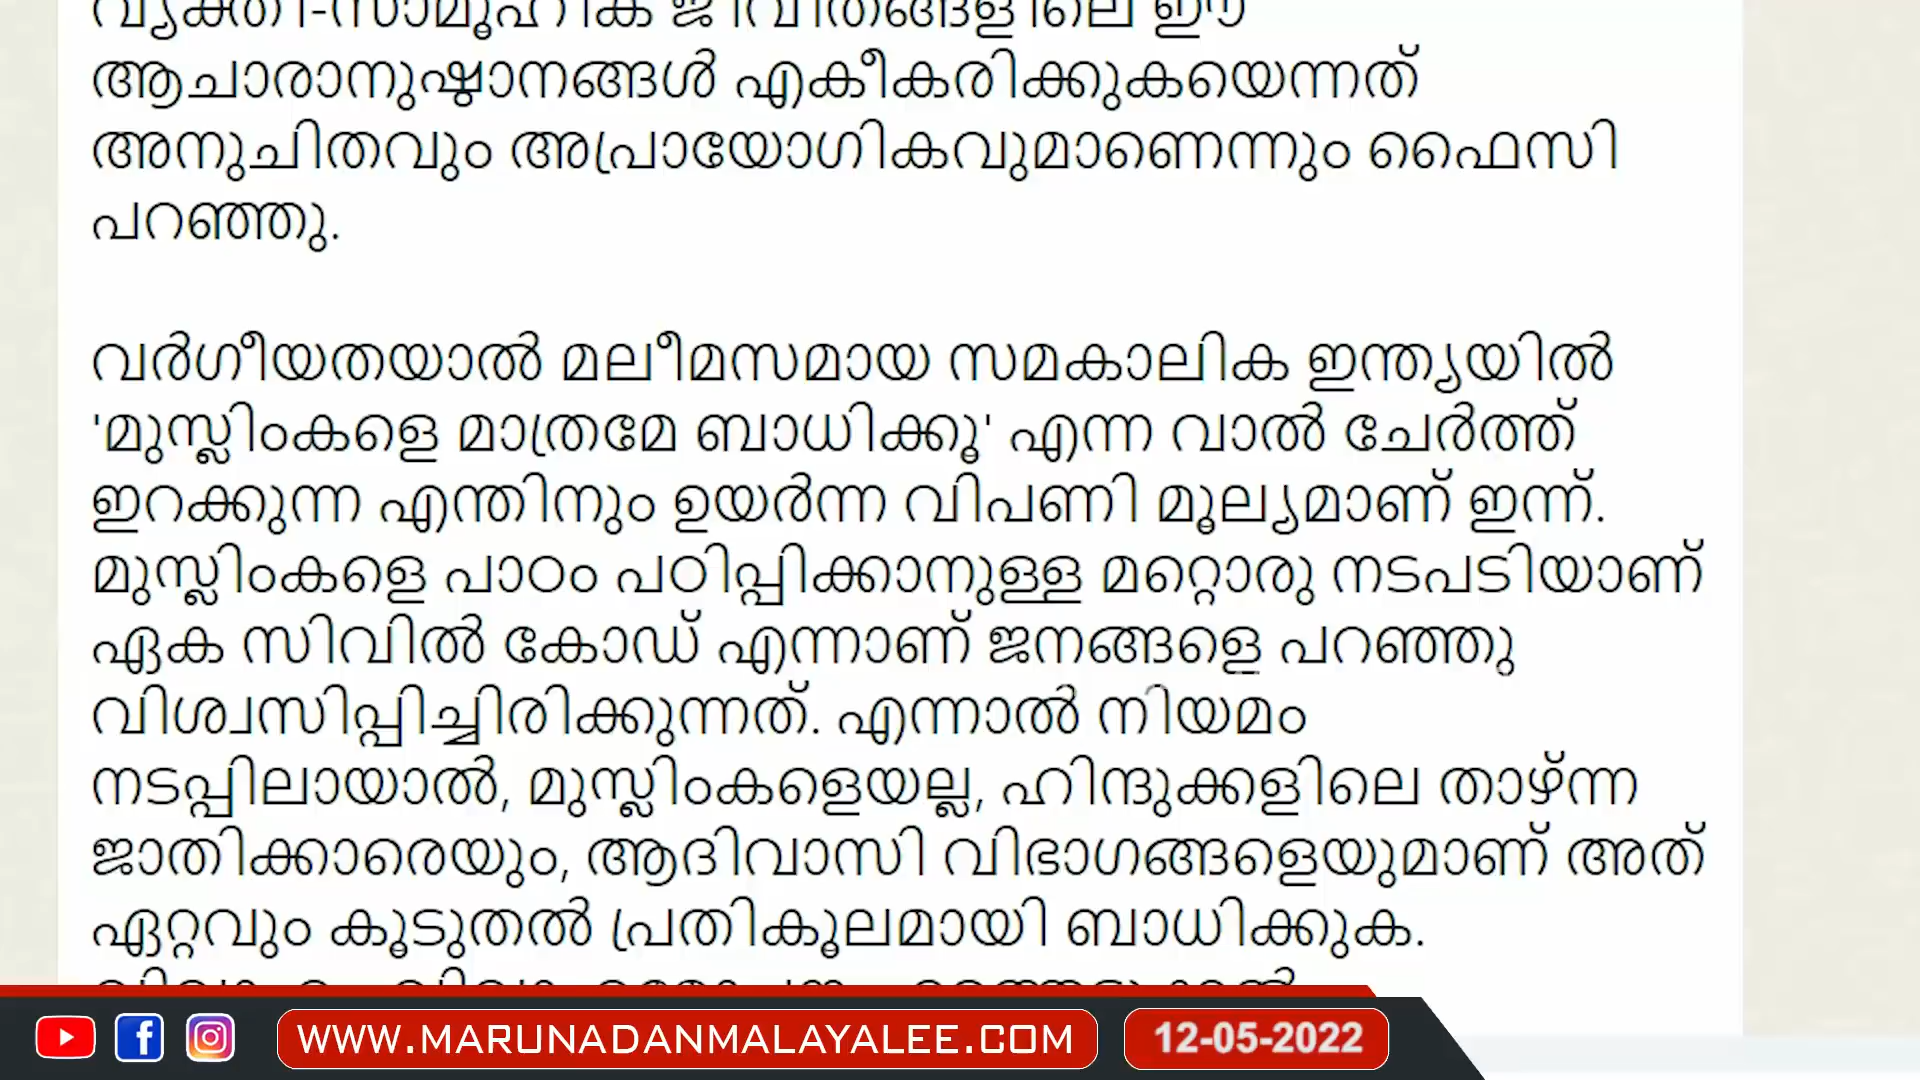 വ്യക്തി-സാമൂഹിക ജീവിതങ്ങളിലെ ഈ
ആചാരാനുഷ്ഠാനങ്ങൾ എകീകരിക്കുകയെന്നത്
അനുചിതവും അപ്രായോഗികവുമാണെന്നും ഫൈസി
പറഞ്ഞു.
വർഗീയതയാൽ മലീമസമായ സമകാലിക ഇന്ത്യയിൽ
'മുസ്ലിംകളെ മാത്രമേ ബാധിക്കൂ' എന്ന വാൽ ചേർത്ത്
ഇറക്കുന്ന എന്തിനും ഉയർന്ന വിപണി മൂല്യമാണ് ഇന്ന്.
മുസ്ലിംകളെ പാഠം പഠിപ്പിക്കാനുള്ള മറ്റൊരു നടപടിയാണ്
ഏക സിവിൽ കോഡ് എന്നാണ് ജനങ്ങളെ പറഞ്ഞു
വിശ്വസിപ്പിച്ചിരിക്കുന്നത്. എന്നാൽ നിയമം
നടപ്പിലായാൽ, മുസ്ലിംകളെയല്ല, ഹിന്ദുക്കളിലെ താഴ്ന്ന
ജാതിക്കാരെയും, ആദിവാസി വിഭാഗങ്ങളെയുമാണ് അത്
ഏറ്റവും കൂടുതൽ പ്രതികൂലമായി ബാധിക്കുക.
WWW.MARUNADANMALAYALEE.COM
12-05-2022